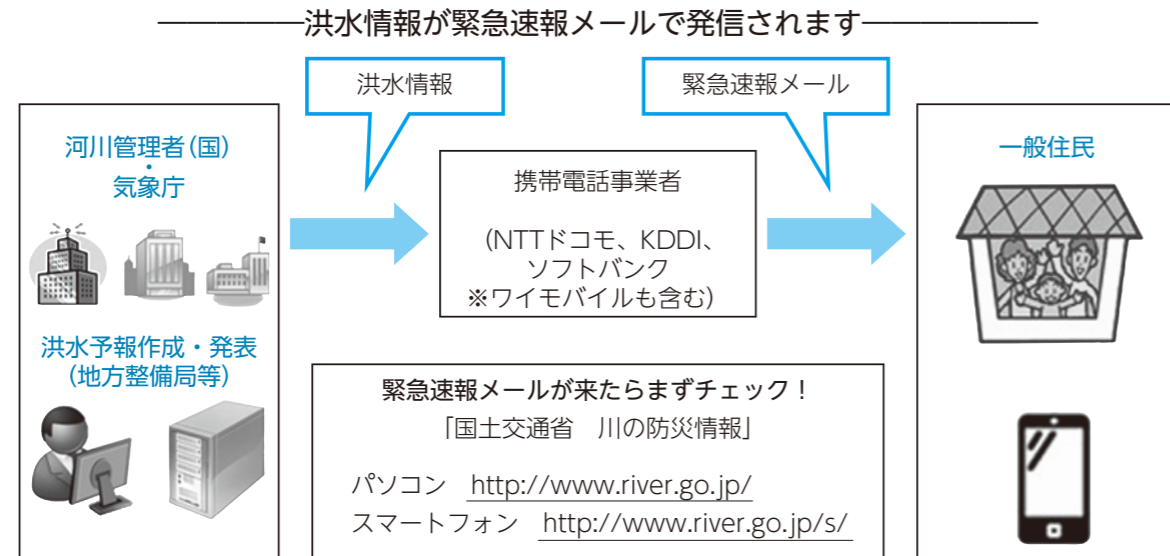 洪水情報が緊急速報メールで発信されます
洪水情報
緊急速報メール
河川管理者(国)
・
気象庁
洪水予報作成・発表
(地方整備局等)
携帯電話事業者
(NTTドコモ、KDDI、
ソフトバンク
※ワイモバイルも含む)
一般住民
緊急速報メールが来たらまずチェック！
「国土交通省　川の防災情報」
パソコン　http://www.river.go.jp/
スマートフォン　http://www.river.go.jp/s/